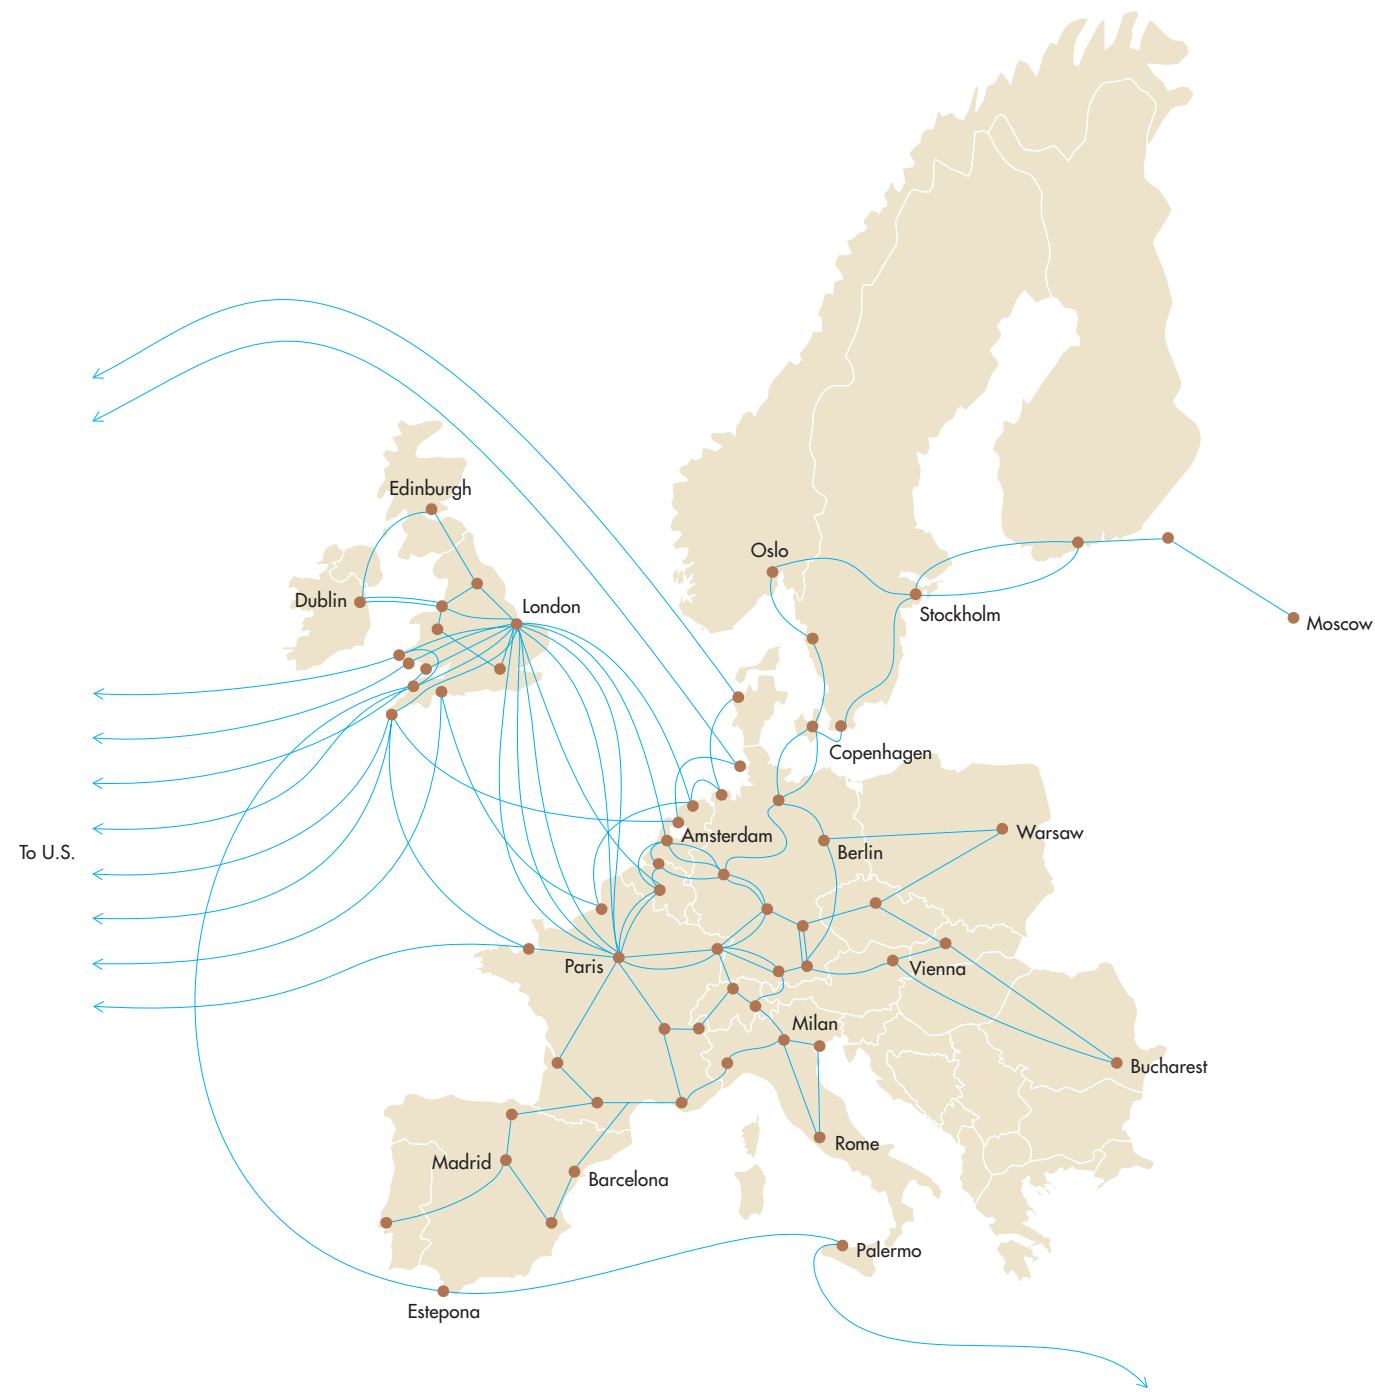 Edinburgh
Oslo
Dublin
London
Stockholm
Moscow
Copenhagen
Amsterdam
Warsaw
To U.S.
Berlin
Paris
Vienna
Milan
Bucharest
Rome
Madrid
Barcelona
Palermo
Estepona